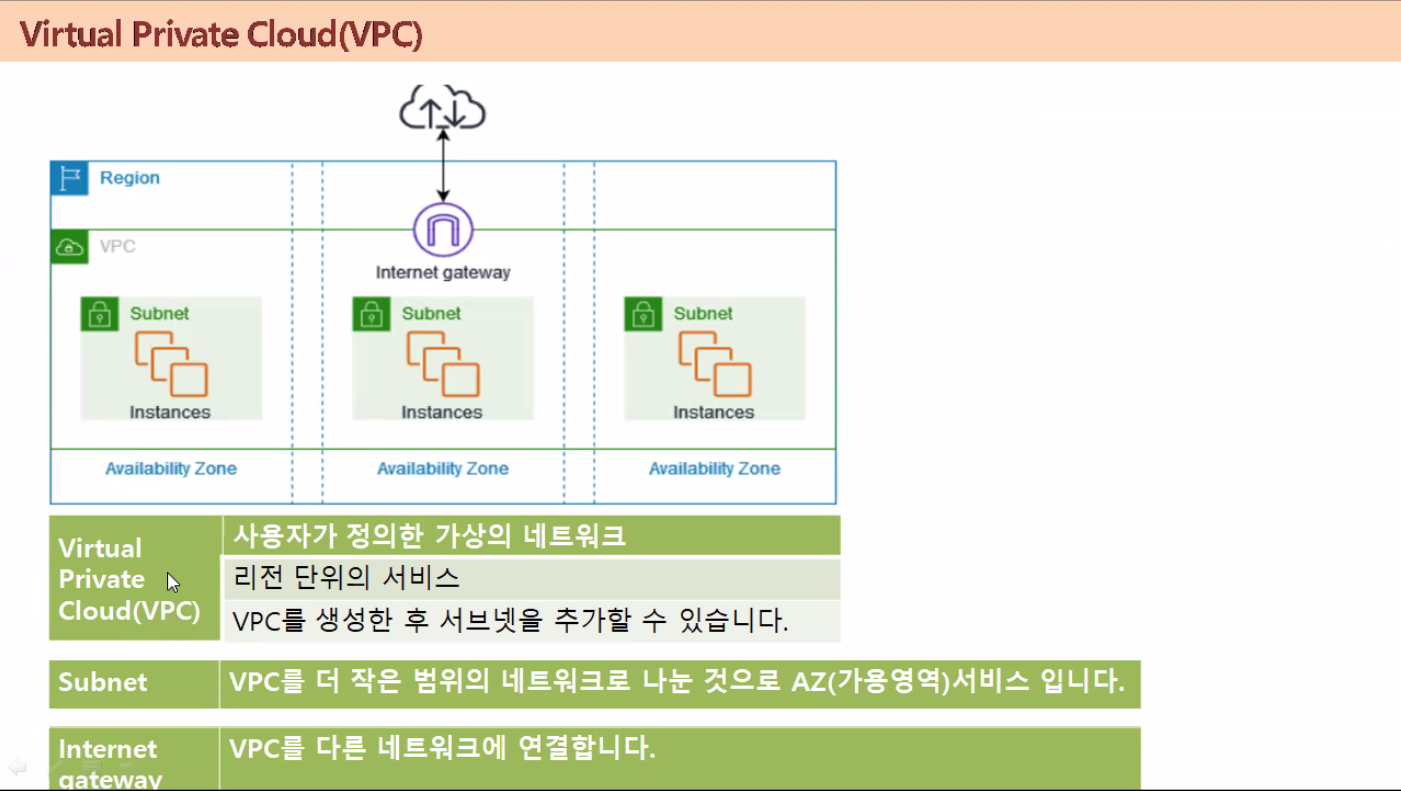 Virtual Private Cloud(VPC)
Region
VPC
Internet gateway
Subnet
Subnet
Subnet
Instances
Instances
Instances
Availability Zone
Availability Zone
Availability Zone
Virtual
Private
Cloud(VPC)
사용자가 정의한 가상의 네트워크
리전 단위의 서비스
VPC를 생성한 후 서브넷을 추가할 수 있습니다.
Subnet
VPC를 더 작은 범위의 네트워크로 나눈 것으로 AZ(가용영역)서비스 입니다.
Internet
gateway
VPC를 다른 네트워크에 연결합니다.